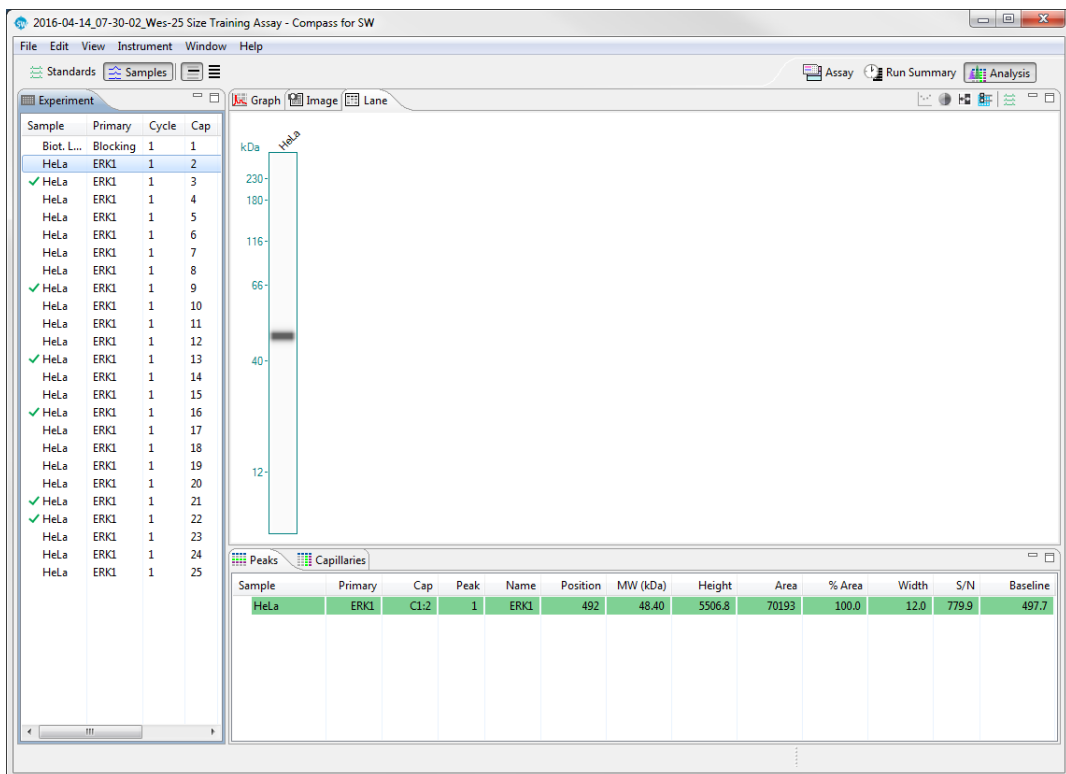 2016-04-14_07-30-02_Wes-25 Size Training Assay - Compass for SW
File Edit View Instrument Window Help
Standards Samples Assay Run Summary Analysis
Experiment
Sample Primary Cycle Cap
Biot. L... Blocking 1 1
HeLa ERK1 1 2
HeLa ERK1 1 3
HeLa ERK1 1 4
HeLa ERK1 1 5
HeLa ERK1 1 6
HeLa ERK1 1 7
HeLa ERK1 1 8
HeLa ERK1 1 9
HeLa ERK1 1 10
HeLa ERK1 1 11
HeLa ERK1 1 12
HeLa ERK1 1 13
HeLa ERK1 1 14
HeLa ERK1 1 15
HeLa ERK1 1 16
HeLa ERK1 1 17
HeLa ERK1 1 18
HeLa ERK1 1 19
HeLa ERK1 1 20
HeLa ERK1 1 21
HeLa ERK1 1 22
HeLa ERK1 1 23
HeLa ERK1 1 24
HeLa ERK1 1 25
Graph Image Lane
kDa HeLa
230-
180-
116-
66-
40-
12-
Peaks Capillaries
Sample Primary Cap Peak Name Position MW (kDa) Height Area % Area Width S/N Baseline
HeLa ERK1 C1:2 1 ERK1 492 48.40 5506.8 70193 100.0 12.0 779.9 497.7